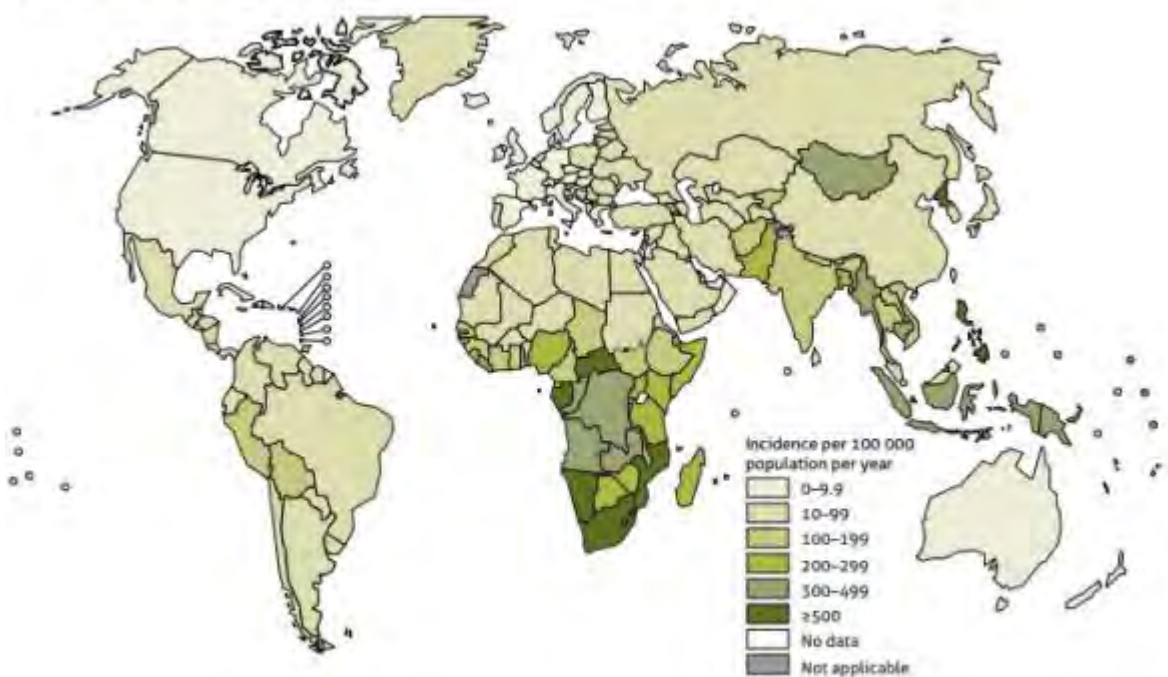 Incidence per 100 000
population per year
0–9.9
10–99
100–199
200–299
300–499
≥500
No data
Not applicable